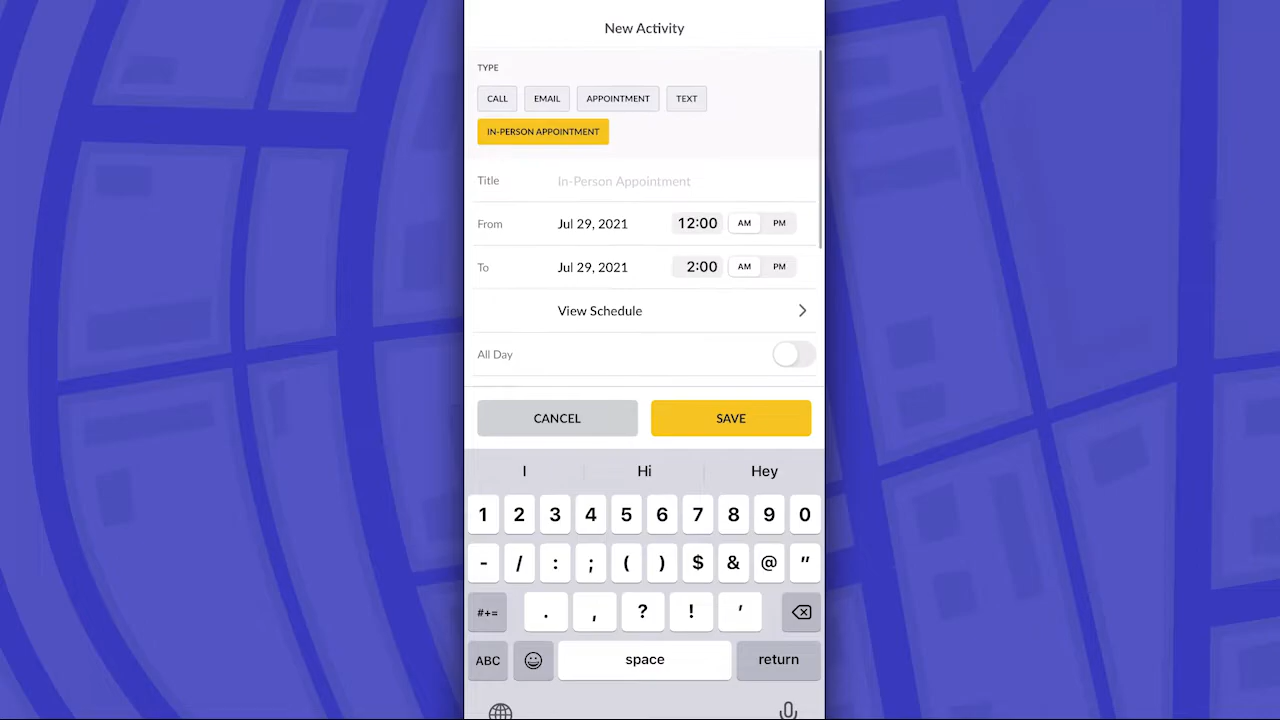 New Activity
TYPE
CALL EMAIL APPOINTMENT TEXT
IN-PERSON APPOINTMENT
Title In-Person Appointment
From Jul 29, 2021 12:00 AM PM
To Jul 29, 2021 2:00 AM PM
View Schedule
All Day
CANCEL SAVE
I Hi Hey
1 2 3 4 5 6 7 8 9 0
- / : ; ( ) $ & @ "
#+= . , ? ! '
ABC space return